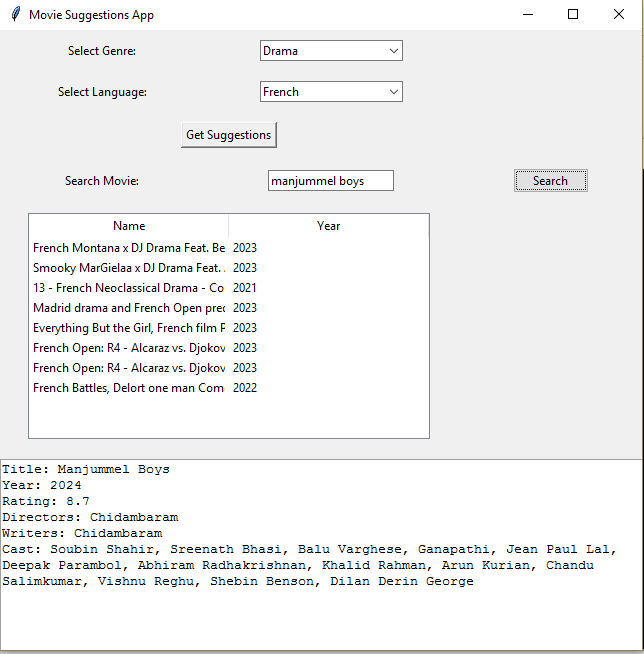 Movie Suggestions App
Select Genre: Drama
Select Language: French
Get Suggestions
Search Movie: manjummel boys Search
Name Year
French Montana x DJ Drama Feat. Be 2023
Smooky MarGielaa x DJ Drama Feat. 2023
13 - French Neoclassical Drama - Co 2021
Madrid drama and French Open pred 2023
Everything But the Girl, French film P 2023
French Open: R4 - Alcaraz vs. Djokov 2023
French Open: R4 - Alcaraz vs. Djokov 2023
French Battles, Delort one man Com 2022
Title: Manjummel Boys
Year: 2024
Rating: 8.7
Directors: Chidambaram
Writers: Chidambaram
Cast: Soubin Shahir, Sreenath Bhasi, Balu Varghese, Ganapathi, Jean Paul Lal,
Deepak Parambol, Abhiram Radhakrishnan, Khalid Rahman, Arun Kurian, Chandu
Salimkumar, Vishnu Reghu, Shebin Benson, Dilan Derin George